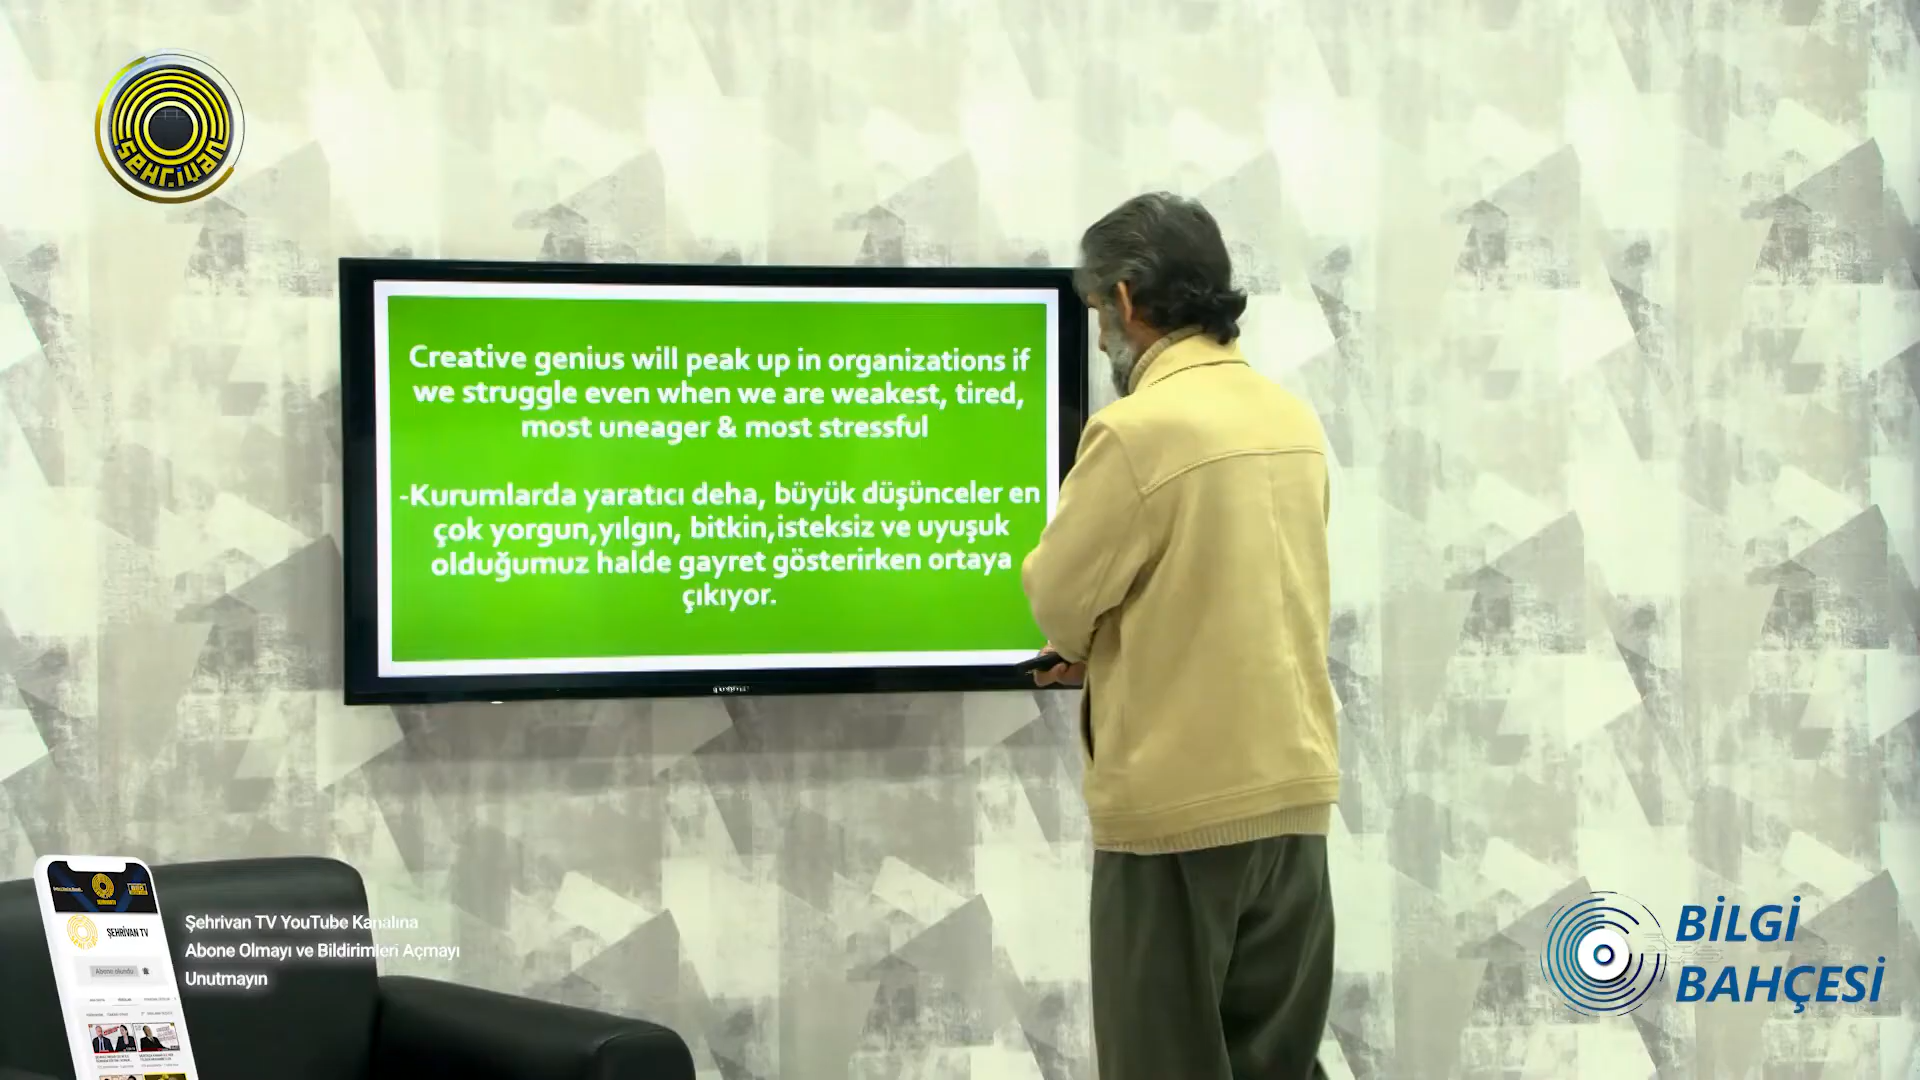 şehrivan
Creative genius will peak up in organizations if
we struggle even when we are weakest, tired,
most uneager & most stressful
-Kurumlarda yaratıcı deha, büyük düşünceler en
çok yorgun,yılgın, bitkin,isteksiz ve uyuşuk
olduğumuz halde gayret gösterirken ortaya
çıkıyor.
ŞEHRİVAN TV
Abone olundu
Şehrivan TV YouTube Kanalına
Abone Olmayı ve Bildirimleri Açmayı
Unutmayın
BİLGİ
BAHÇESİ